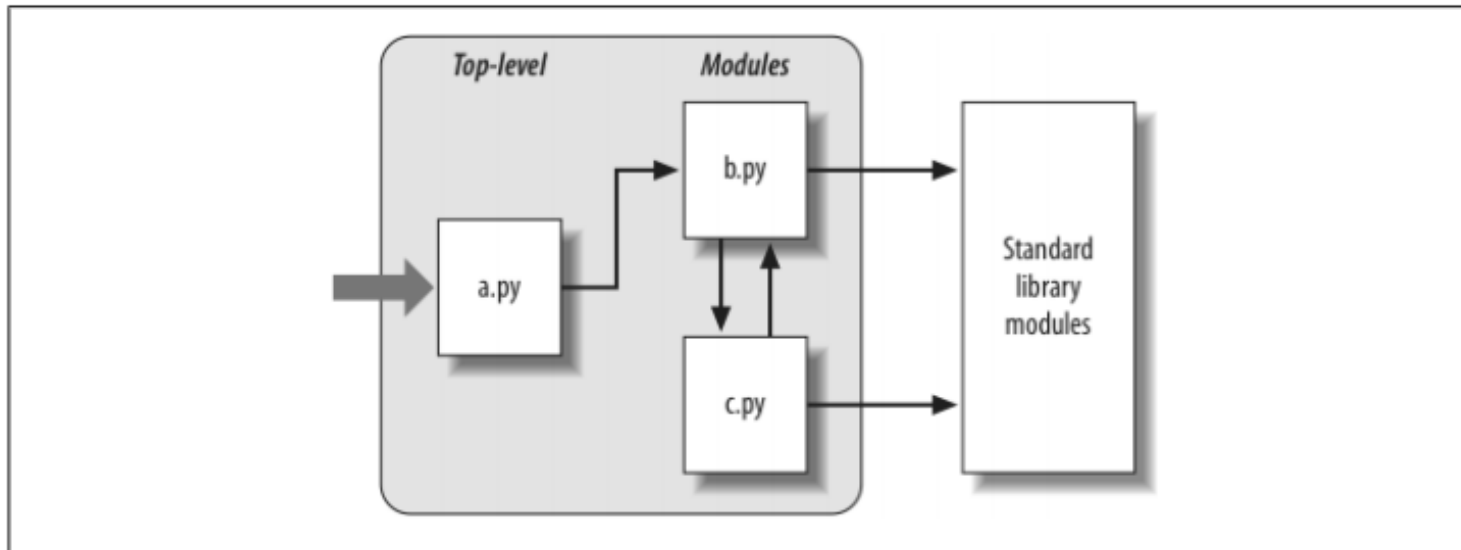 Top-level
Modules
b.py
a.py
c.py
Standard
library
modules